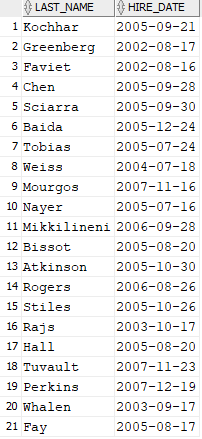 LAST_NAME HIRE_DATE
1 Kochhar 2005-09-21
2 Greenberg 2002-08-17
3 Faviet 2002-08-16
4 Chen 2005-09-28
5 Sciarra 2005-09-30
6 Baida 2005-12-24
7 Tobias 2005-07-24
8 Weiss 2004-07-18
9 Mourgos 2007-11-16
10 Nayer 2005-07-16
11 Mikkilineni 2006-09-28
12 Bissot 2005-08-20
13 Atkinson 2005-10-30
14 Rogers 2006-08-26
15 Stiles 2005-10-26
16 Rajs 2003-10-17
17 Hall 2005-08-20
18 Tuvault 2007-11-23
19 Perkins 2007-12-19
20 Whalen 2003-09-17
21 Fay 2005-08-17